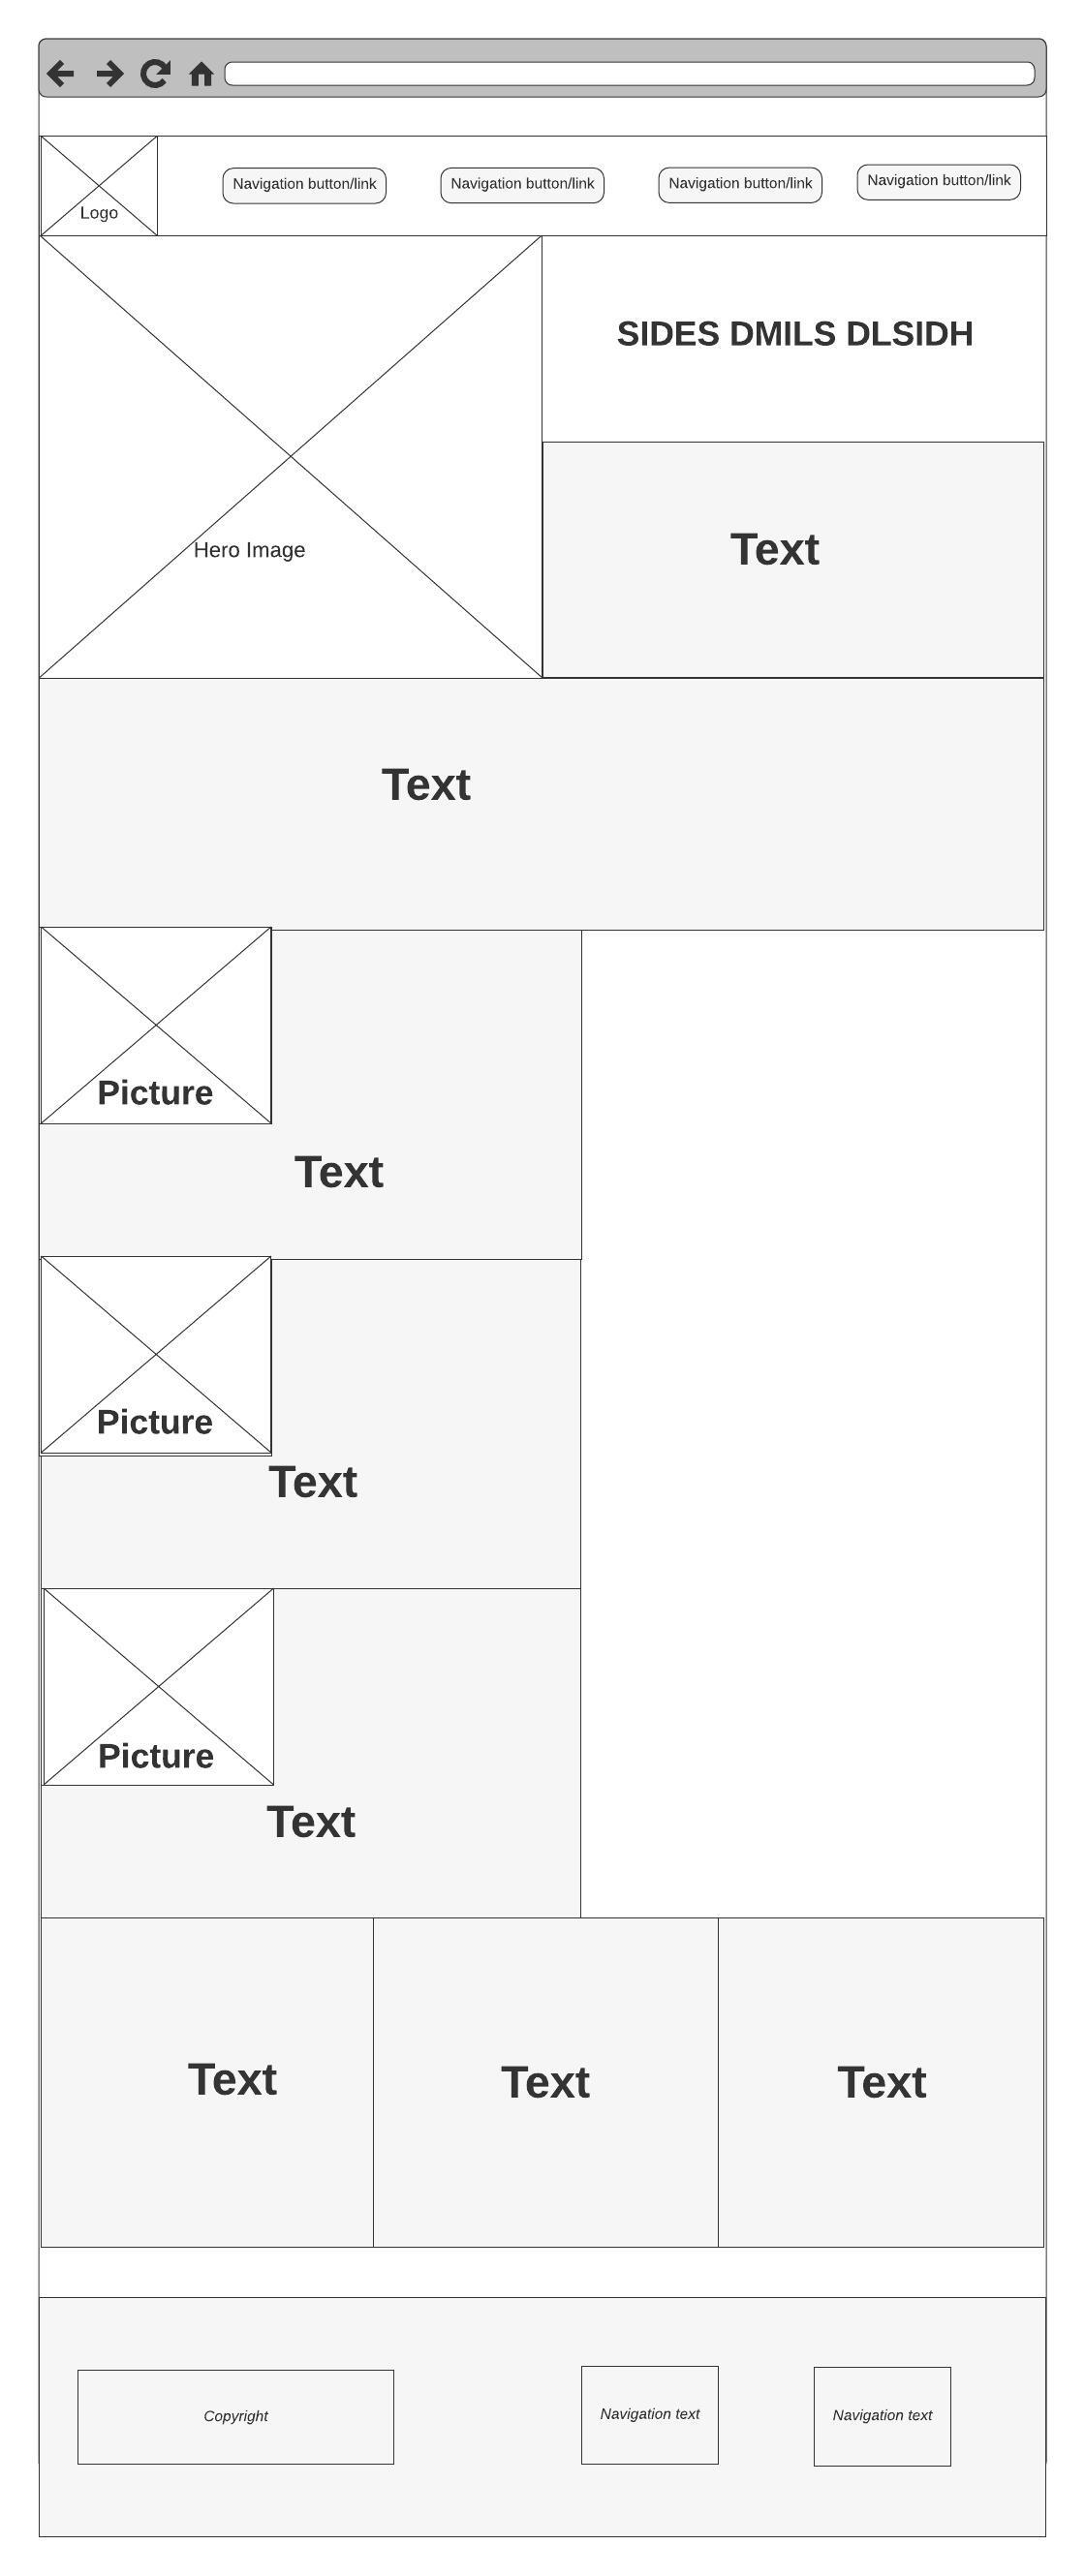 Logo
Navigation button/link
Navigation button/link
Navigation button/link
Navigation button/link
SIDES DMILS DLSIDH
Hero Image
Text
Text
Picture
Text
Picture
Text
Picture
Text
Text
Text
Text
Copyright
Navigation text
Navigation text